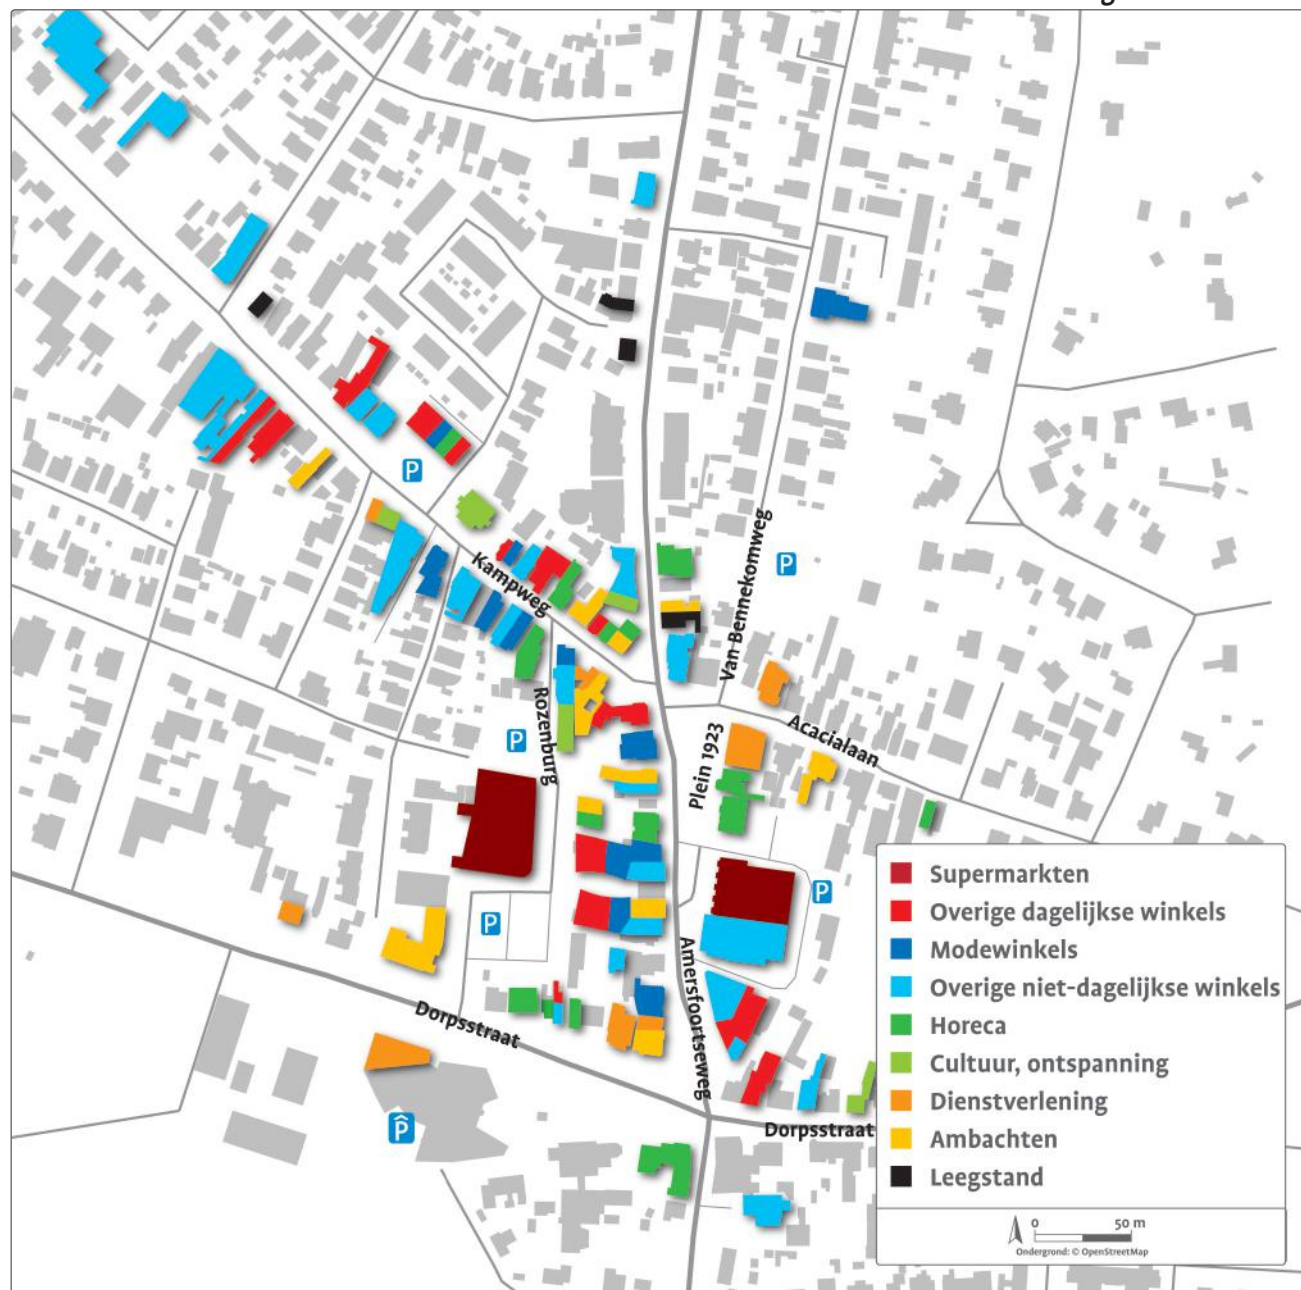 P
Kampweg
Van Bennekomweg
P
Rozenburg
P
Plein 1923
Acacialaan
P
P
Amersfoortseweg
Dorpsstraat
P
Dorpsstraat
Supermarkten
Overige dagelijkse winkels
Modewinkels
Overige niet-dagelijkse winkels
Horeca
Cultuur, ontspanning
Dienstverlening
Ambachten
Leegstand
0 50 m
Ondergrond: © OpenStreetMap